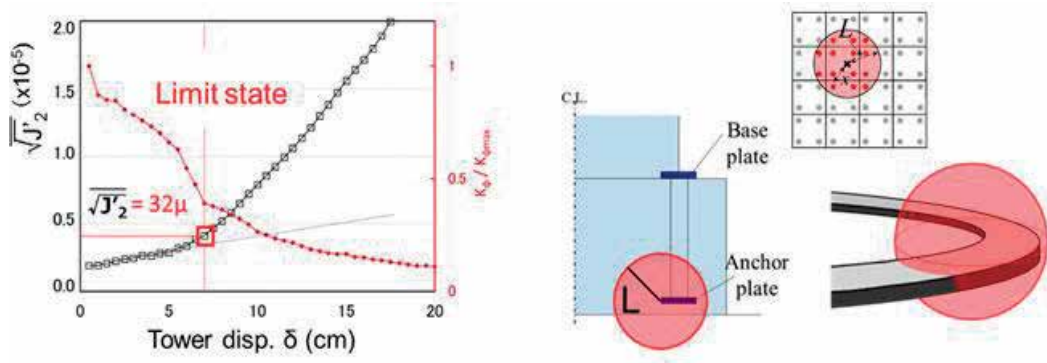 2.0
1.5
1.0
0.5
0.0
√J'₂ (x10⁻⁵)
Limit state
√J'₂ = 32μ
1
0.5
0
Kφ / Kφmax
0 5 10 15 20
Tower disp. δ (cm)
C.L.
Base
plate
Anchor
plate
L
L
x